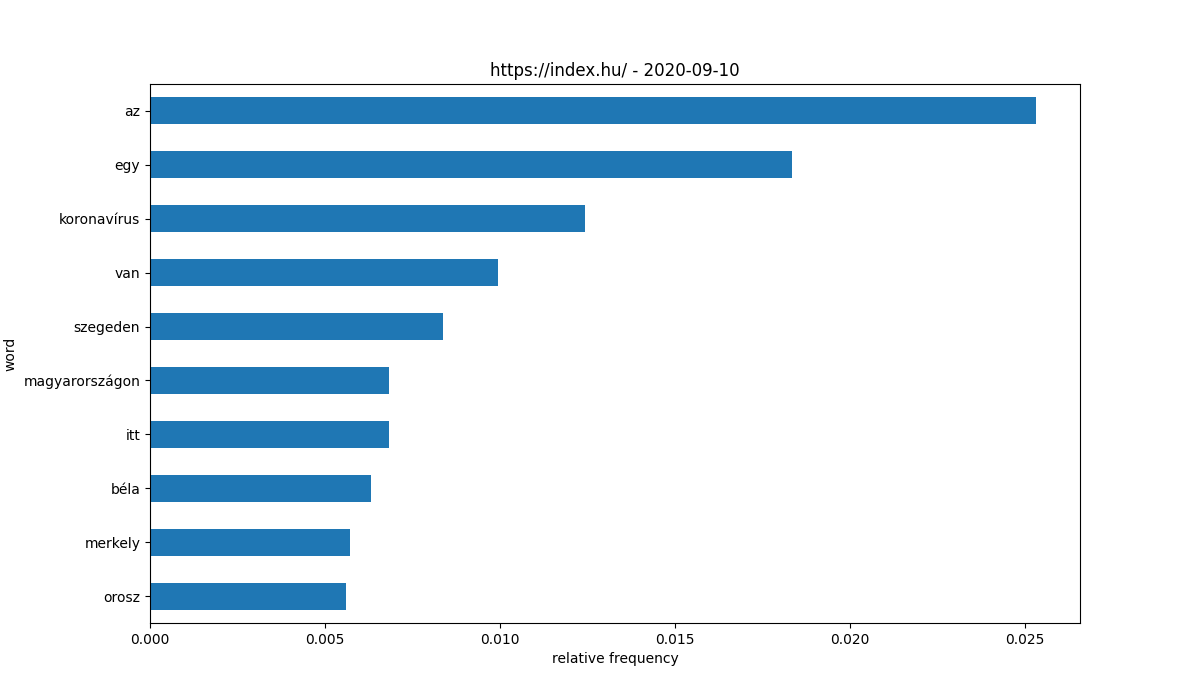 https://index.hu/ - 2020-09-10
az
egy
koronavírus
van
szegeden
magyarországon
itt
béla
merkely
orosz
word
0.000 0.005 0.010 0.015 0.020 0.025
relative frequency